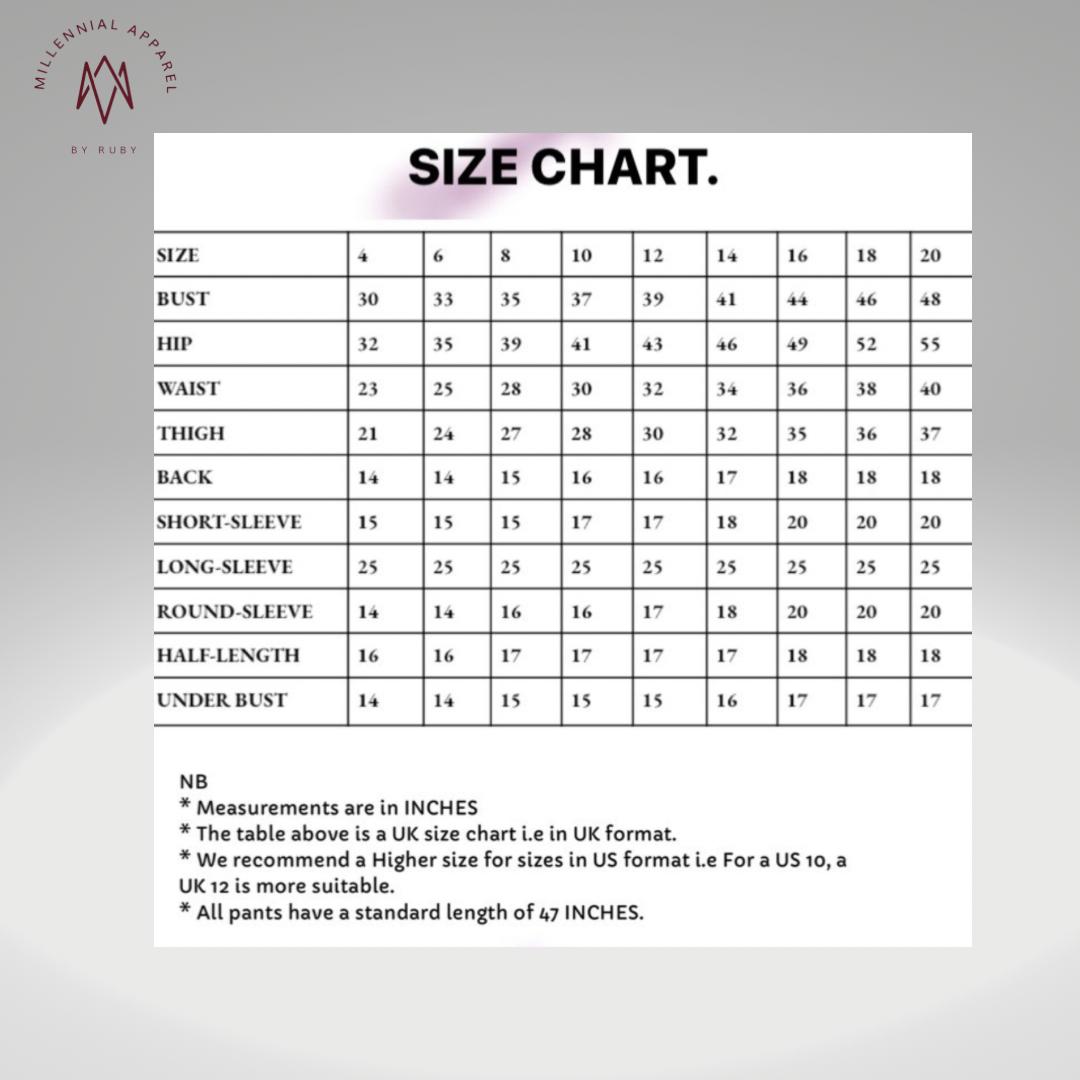 MILLENNIAL APPAREL
BY RUBY
SIZE CHART.
SIZE 4 6 8 10 12 14 16 18 20
BUST 30 33 35 37 39 41 44 46 48
HIP 32 35 39 41 43 46 49 52 55
WAIST 23 25 28 30 32 34 36 38 40
THIGH 21 24 27 28 30 32 35 36 37
BACK 14 14 15 16 16 17 18 18 18
SHORT-SLEEVE 15 15 15 17 17 18 20 20 20
LONG-SLEEVE 25 25 25 25 25 25 25 25 25
ROUND-SLEEVE 14 14 16 16 17 18 20 20 20
HALF-LENGTH 16 16 17 17 17 17 18 18 18
UNDER BUST 14 14 15 15 15 16 17 17 17
NB
* Measurements are in INCHES
* The table above is a UK size chart i.e in UK format.
* We recommend a Higher size for sizes in US format i.e For a US 10, a
UK 12 is more suitable.
* All pants have a standard length of 47 INCHES.